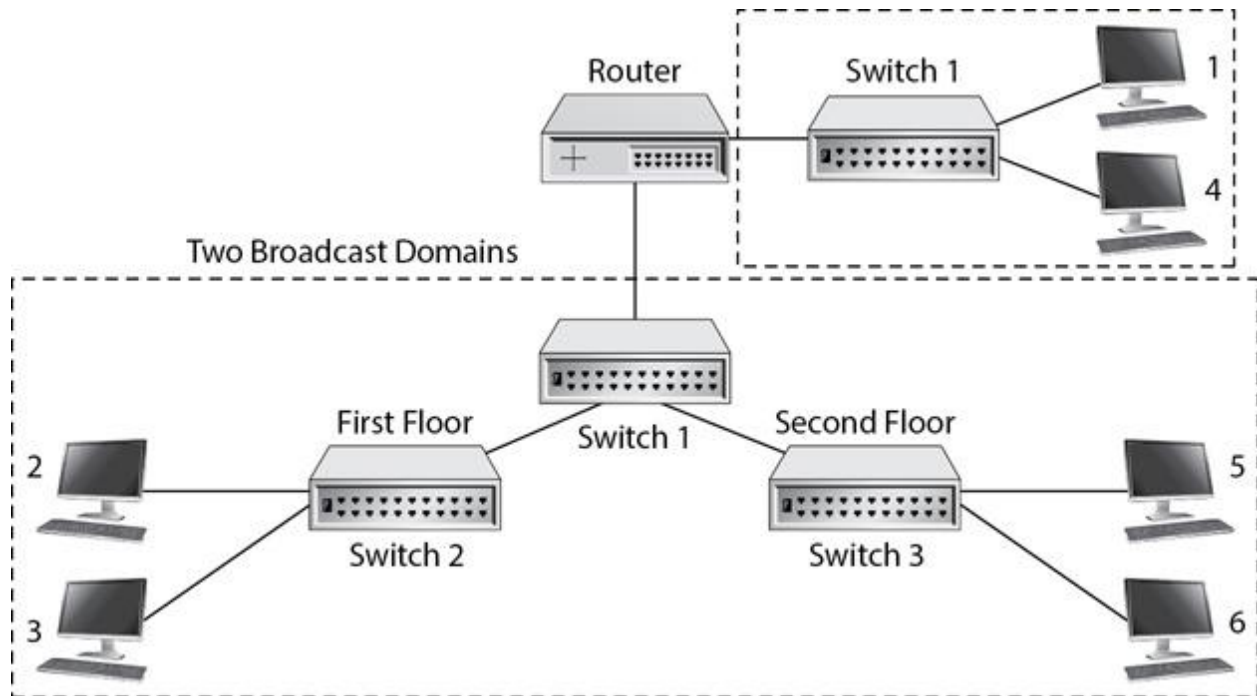 Router
Switch 1
1
4
Two Broadcast Domains
Switch 1
First Floor
Second Floor
2
5
Switch 2
Switch 3
3
6